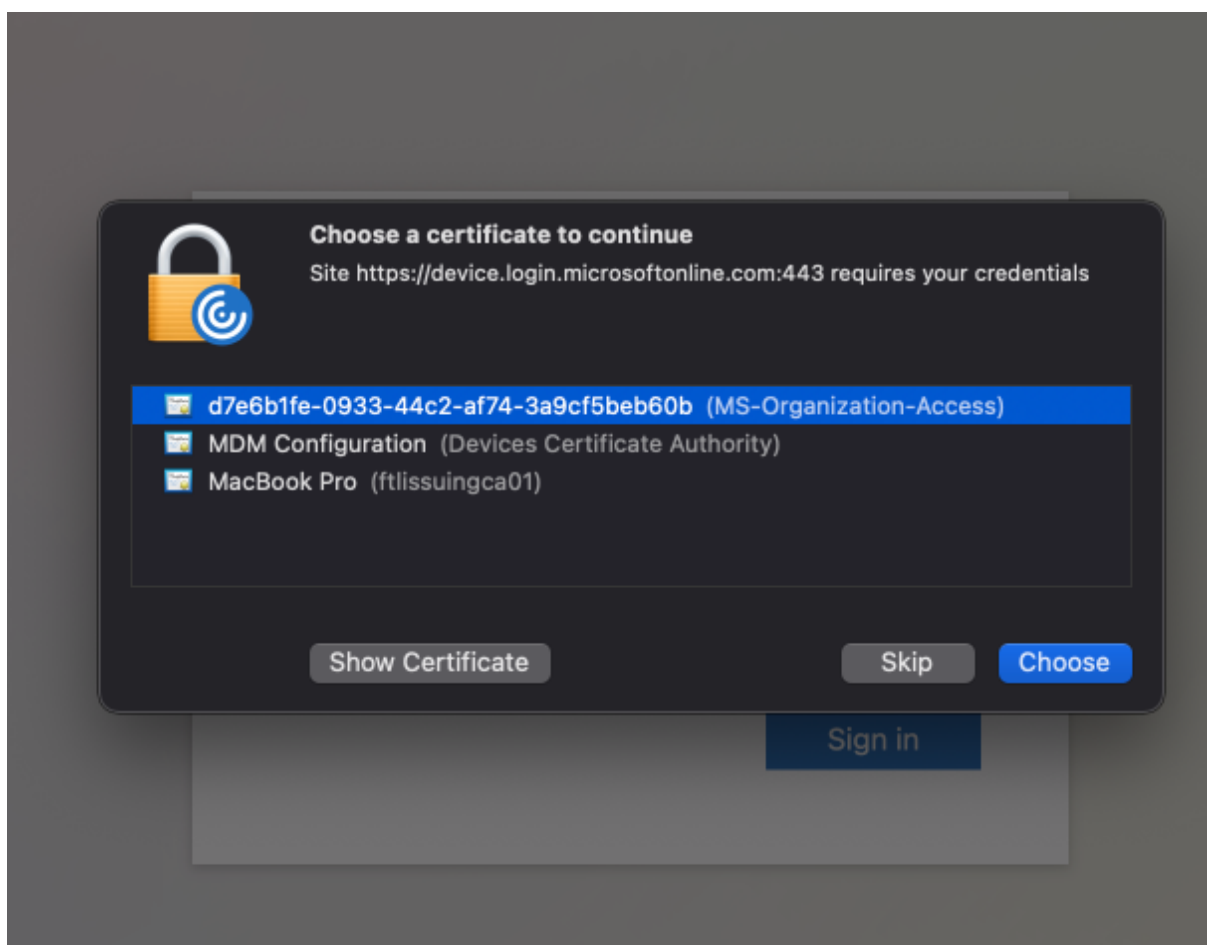 Choose a certificate to continue
Site https://device.login.microsoftonline.com:443 requires your credentials
d7e6b1fe-0933-44c2-af74-3a9cf5beb60b (MS-Organization-Access)
MDM Configuration (Devices Certificate Authority)
MacBook Pro (ftlissuingca01)
Show Certificate Skip Choose
Sign in